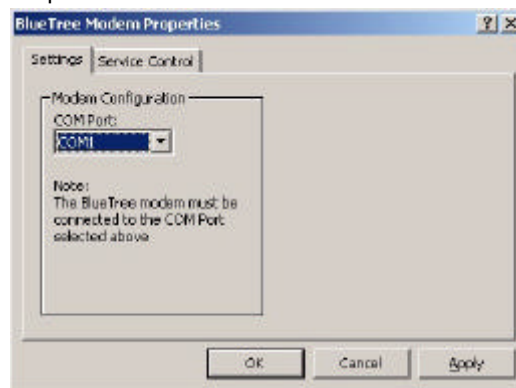 BlueTree Modem Properties
Settings Service Control
Modem Configuration
COM Port:
COM1
Note:
The BlueTree modem must be
connected to the COM Port
selected above
OK Cancel Apply